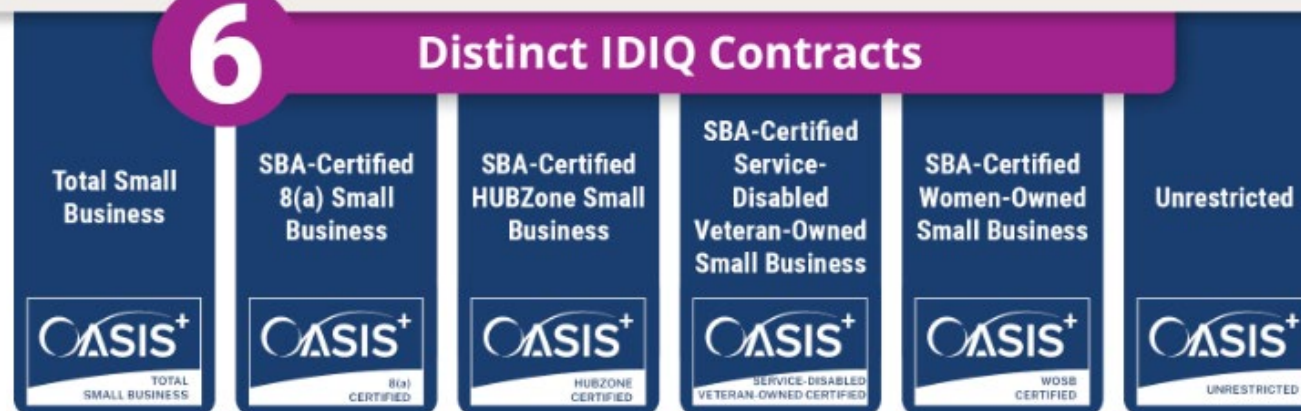 6
Distinct IDIQ Contracts
Total Small
Business
OASIS+
TOTAL
SMALL BUSINESS
SBA-Certified
8(a) Small
Business
OASIS+
8(a)
CERTIFIED
SBA-Certified
HUBZone Small
Business
OASIS+
HUBZONE
CERTIFIED
SBA-Certified
Service-
Disabled
Veteran-Owned
Small Business
OASIS+
SERVICE-DISABLED
VETERAN-OWNED CERTIFIED
SBA-Certified
Women-Owned
Small Business
OASIS+
WOSB
CERTIFIED
Unrestricted
OASIS+
UNRESTRICTED